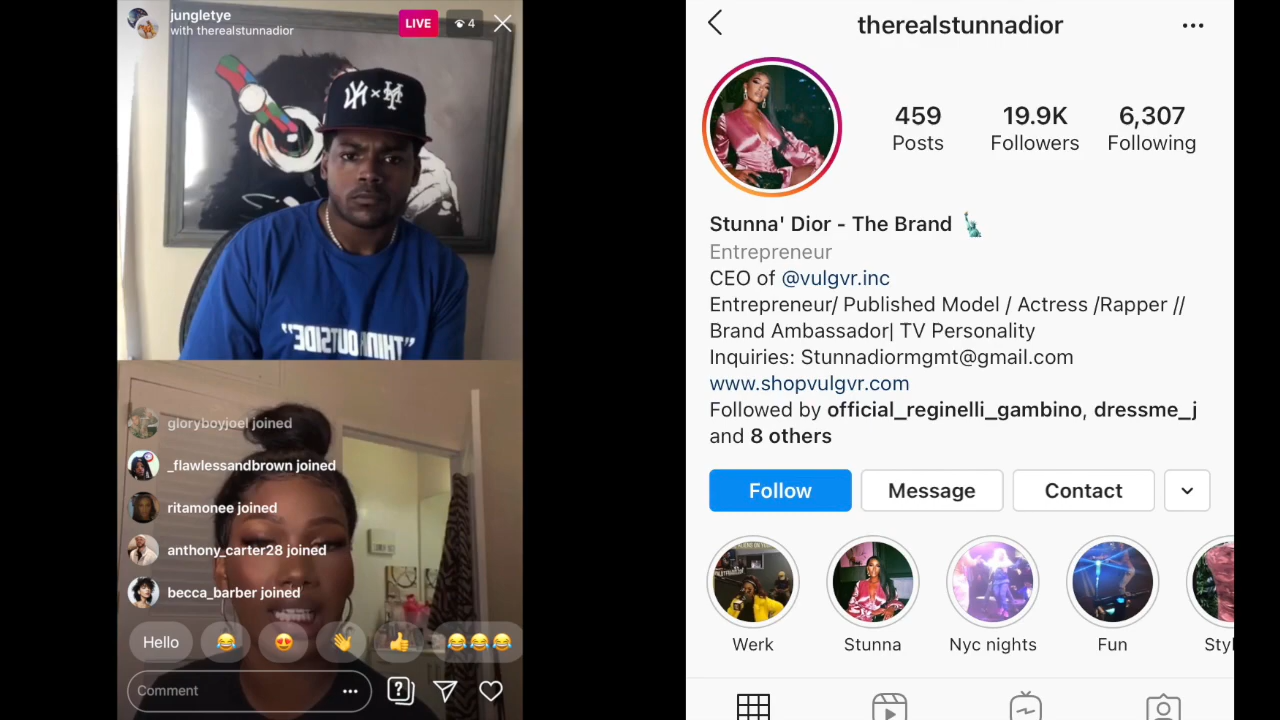 jungletye
with therealstunnadior
LIVE
4
NY x NY
"THINK OUTSIDE"
gloryboyjoel joined
_flawlessandbrown joined
ritamonee joined
anthony_carter28 joined
becca_barber joined
Hello
Comment
therealstunnadior
459
19.9K
6,307
Posts
Followers
Following
Stunna' Dior - The Brand
Entrepreneur
CEO of @vulgvr.inc
Entrepreneur/ Published Model / Actress /Rapper //
Brand Ambassador| TV Personality
Inquiries: Stunnadiormgmt@gmail.com
www.shopvulgvr.com
Followed by official_reginelli_gambino, dressme_j
and 8 others
Follow
Message
Contact
Werk
Stunna
Nyc nights
Fun
Styl